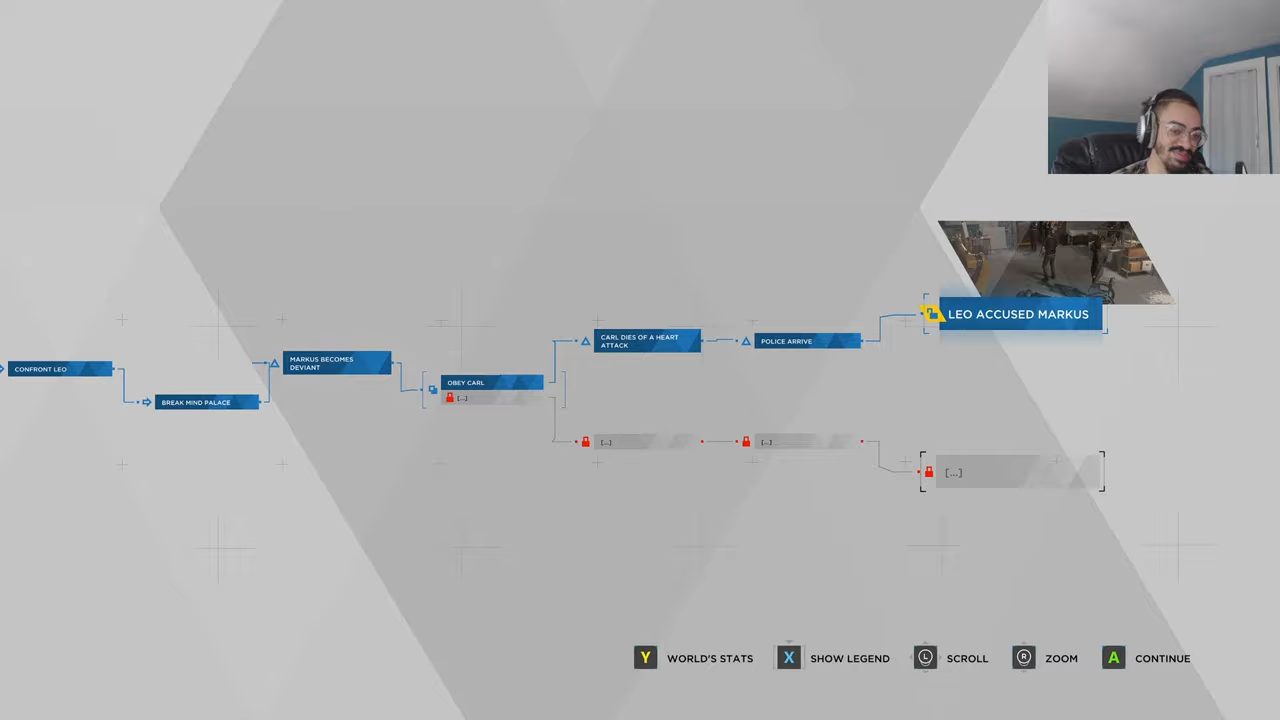 LEO ACCUSED MARKUS
CARL DIES OF A HEART
ATTACK
POLICE ARRIVE
CONFRONT LEO
MARKUS BECOMES
DEVIANT
OBEY CARL
[...]
BREAK MIND PALACE
[...]
[...]
[...]
Y WORLD'S STATS X SHOW LEGEND L SCROLL R ZOOM A CONTINUE